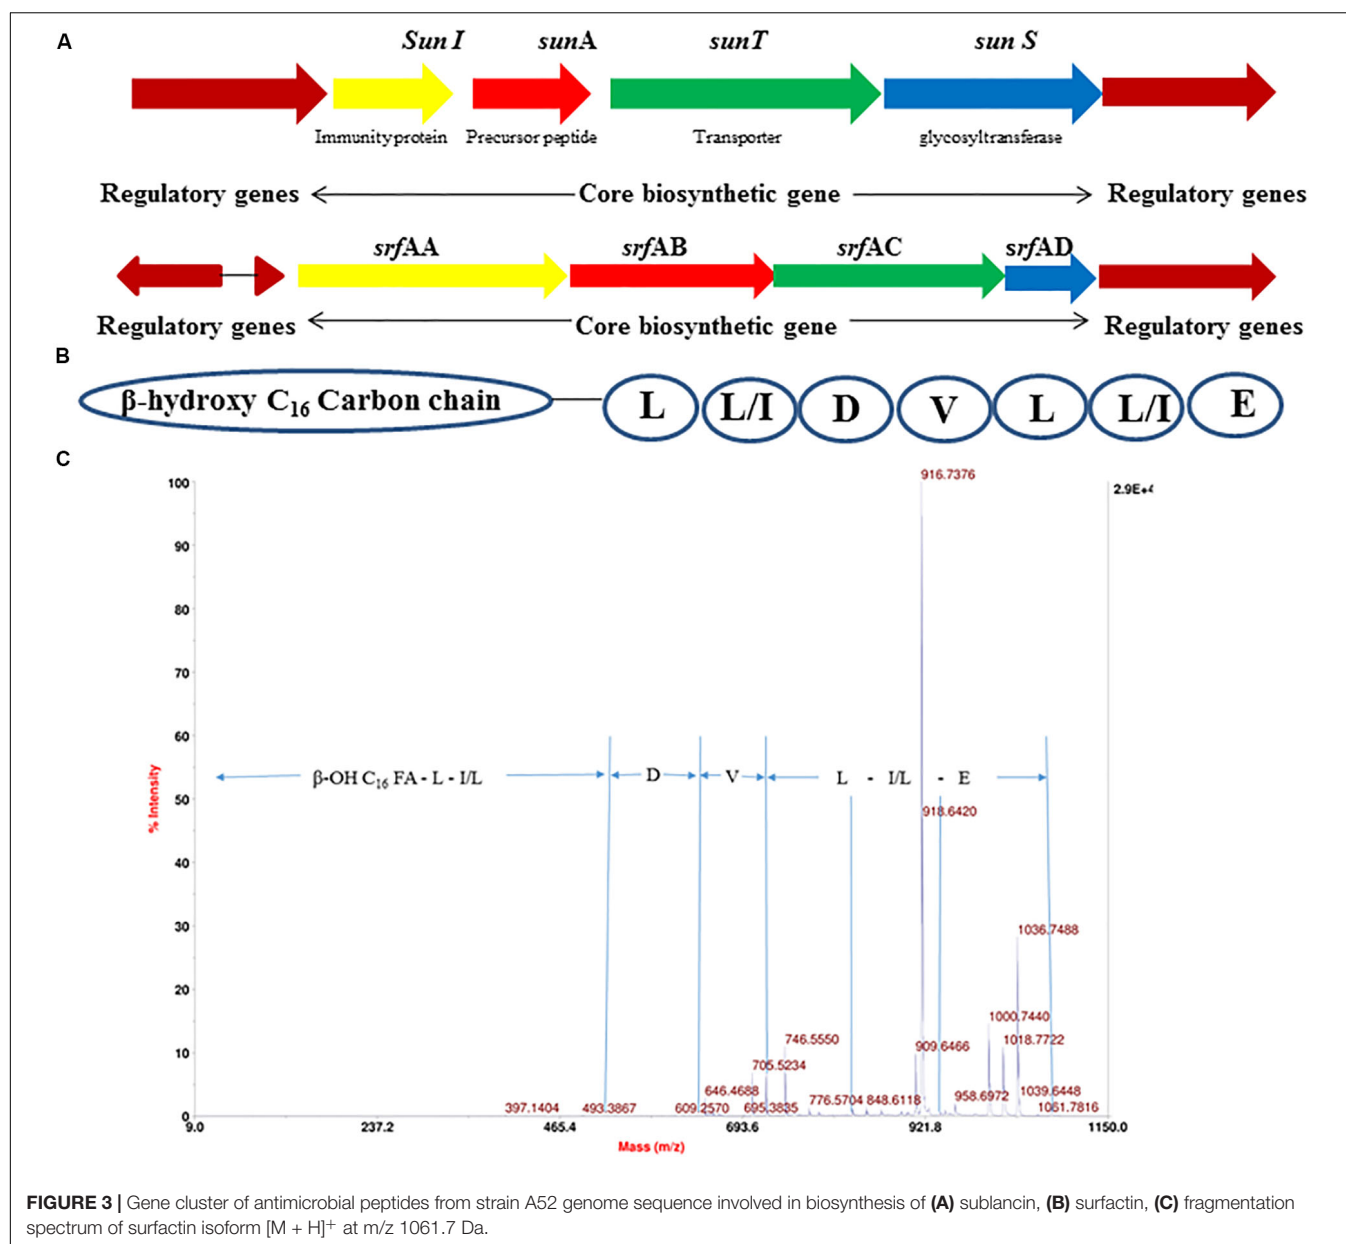 A
Sun I sunA sunT sun S
Immunity protein Precursor peptide Transporter glycosyltransferase
Regulatory genes Core biosynthetic gene Regulatory genes
srfAA srfAB srfAC srfAD
Regulatory genes Core biosynthetic gene Regulatory genes
B
β-hydroxy C16 Carbon chain L L/I D V L L/I E
C
916.7376
100 2.9E+4
90
80
70
60
β-OH C16 FA - L - I/L D V L - I/L - E
50
918.6420
% Intensity
40
30
1036.7488
20
1000.7440
746.5550 909.6466 1018.7722
10
705.5234
646.4688 776.5704 848.6118 958.6972 1039.6448
397.1404 493.3867 609.2570 695.3835 1061.7816
0
9.0 237.2 465.4 693.6 921.8 1150.0
Mass (m/z)
FIGURE 3 | Gene cluster of antimicrobial peptides from strain A52 genome sequence involved in biosynthesis of (A) sublancin, (B) surfactin, (C) fragmentation
spectrum of surfactin isoform [M + H]+ at m/z 1061.7 Da.